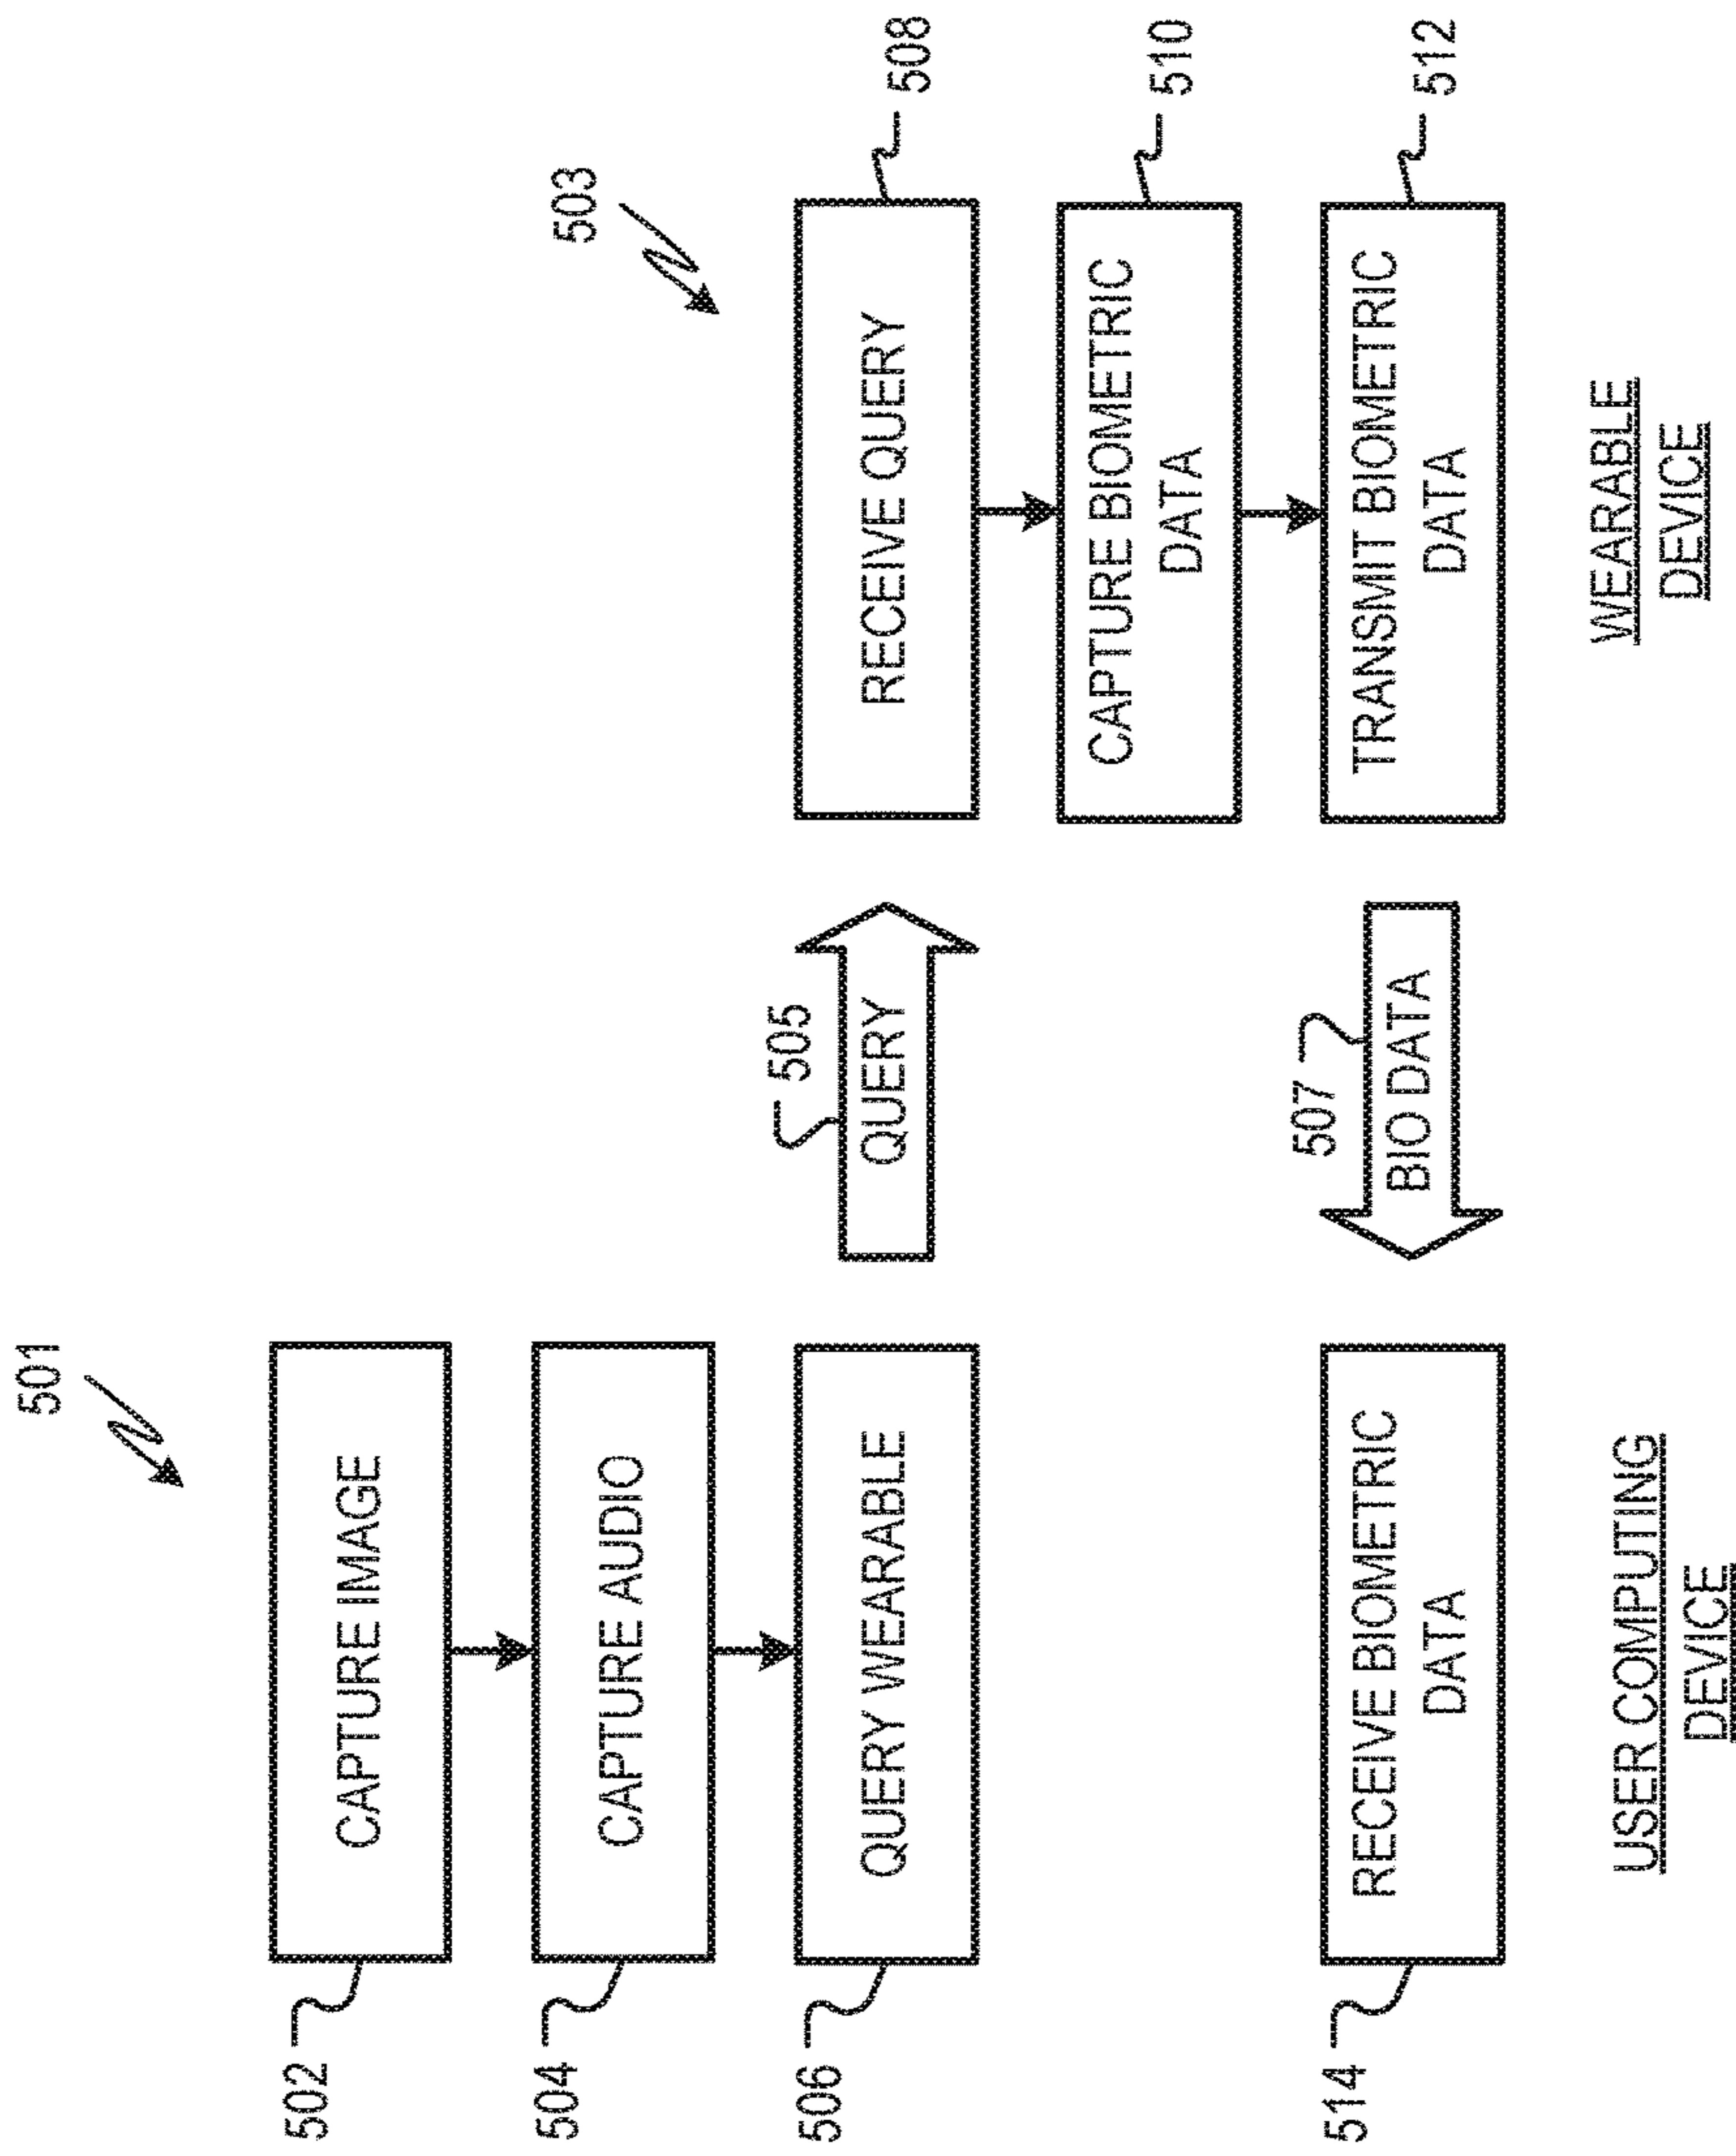 501
502
CAPTURE IMAGE
504
CAPTURE AUDIO
506
QUERY WEARABLE
505
QUERY
503
RECEIVE QUERY
508
CAPTURE BIOMETRIC
DATA
510
TRANSMIT BIOMETRIC
DATA
512
507
BIO DATA
514
RECEIVE BIOMETRIC
DATA
USER COMPUTING
DEVICE
WEARABLE
DEVICE